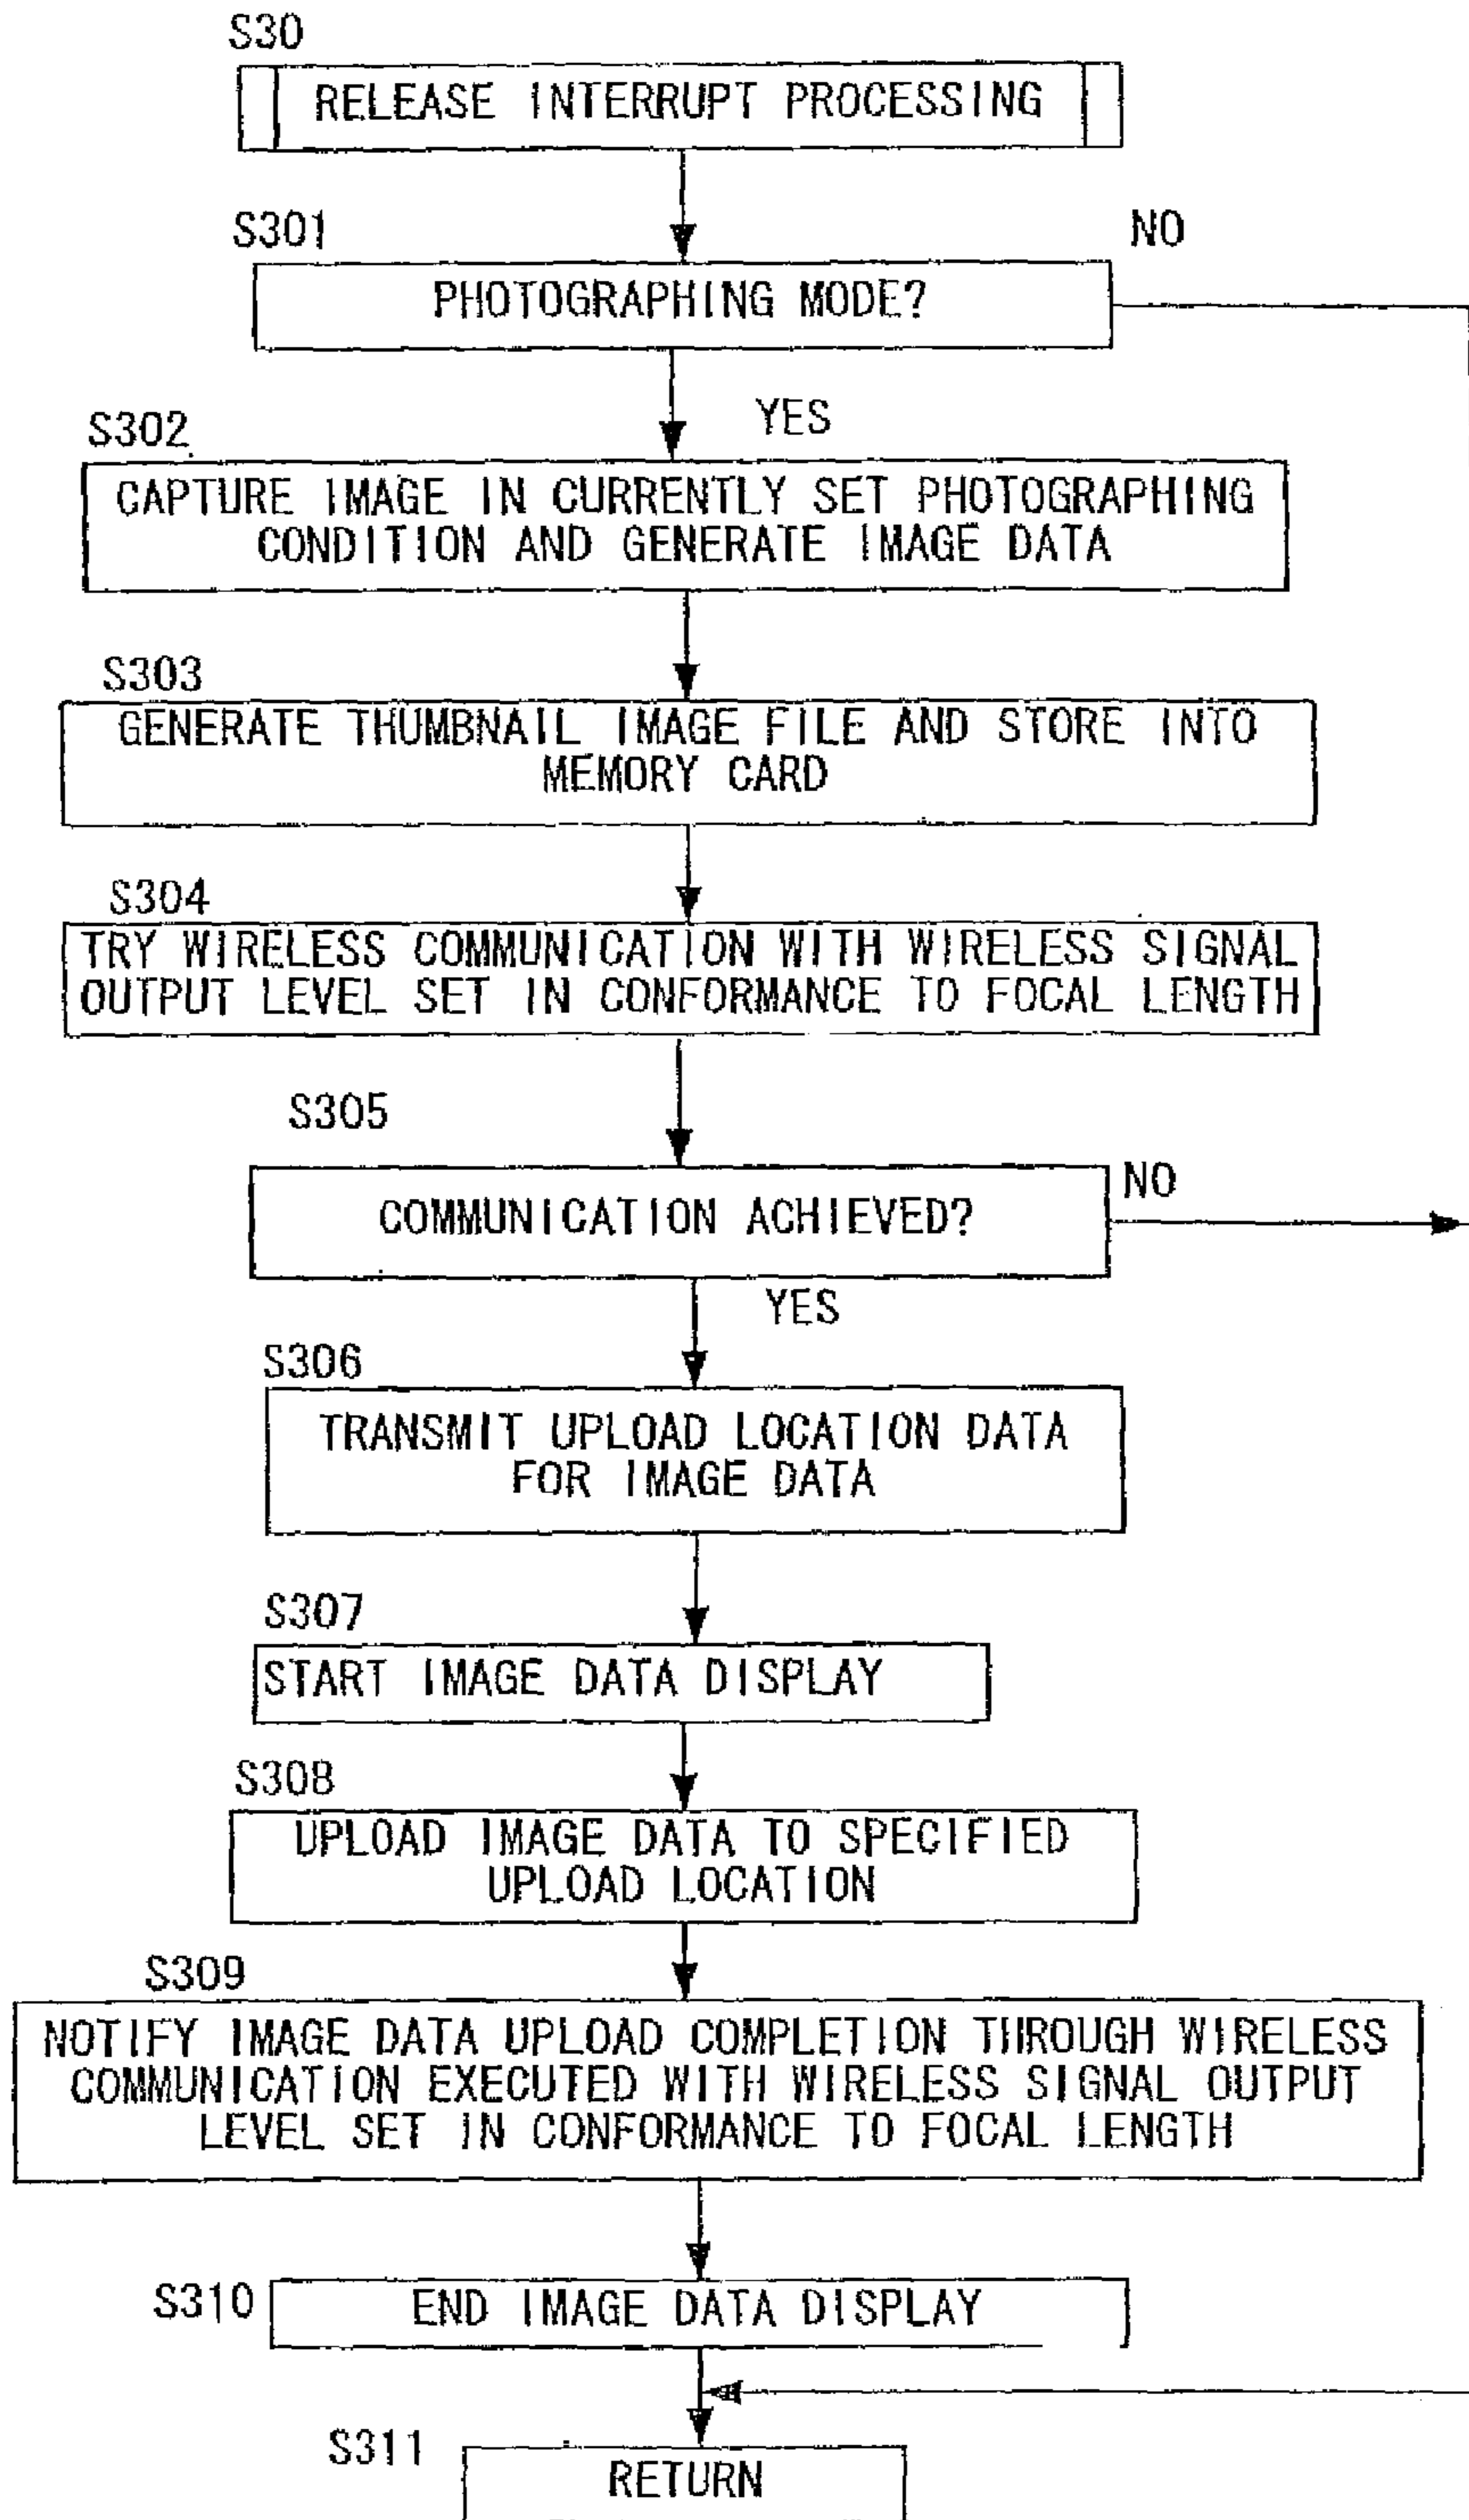 S30
RELEASE INTERRUPT PROCESSING
S301
NO
PHOTOGRAPHING MODE?
YES
S302
CAPTURE IMAGE IN CURRENTLY SET PHOTOGRAPHING
CONDITION AND GENERATE IMAGE DATA
S303
GENERATE THUMBNAIL IMAGE FILE AND STORE INTO
MEMORY CARD
S304
TRY WIRELESS COMMUNICATION WITH WIRELESS SIGNAL
OUTPUT LEVEL SET IN CONFORMANCE TO FOCAL LENGTH
S305
NO
COMMUNICATION ACHIEVED?
YES
S306
TRANSMIT UPLOAD LOCATION DATA
FOR IMAGE DATA
S307
START IMAGE DATA DISPLAY
S308
UPLOAD IMAGE DATA TO SPECIFIED
UPLOAD LOCATION
S309
NOTIFY IMAGE DATA UPLOAD COMPLETION THROUGH WIRELESS
COMMUNICATION EXECUTED WITH WIRELESS SIGNAL OUTPUT
LEVEL SET IN CONFORMANCE TO FOCAL LENGTH
S310
END IMAGE DATA DISPLAY
S311
RETURN